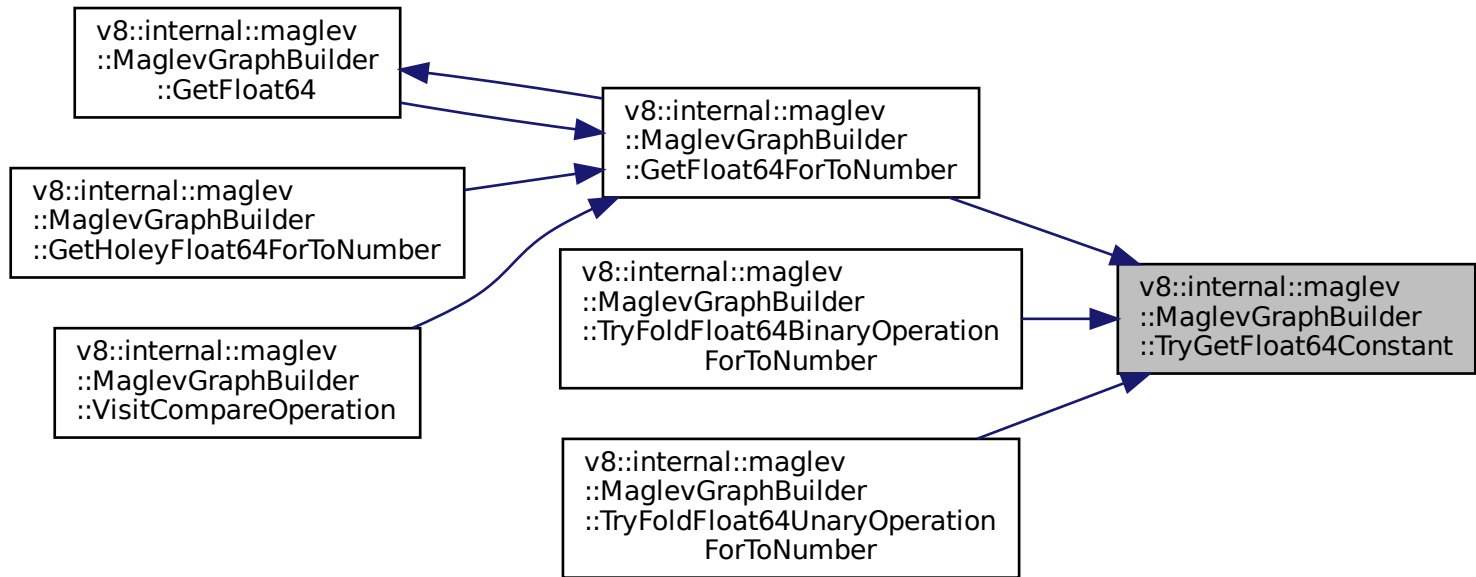 v8::internal::maglev
::MaglevGraphBuilder
::GetFloat64
v8::internal::maglev
::MaglevGraphBuilder
::GetHoleyFloat64ForToNumber
v8::internal::maglev
::MaglevGraphBuilder
::VisitCompareOperation
v8::internal::maglev
::MaglevGraphBuilder
::GetFloat64ForToNumber
v8::internal::maglev
::MaglevGraphBuilder
::TryFoldFloat64BinaryOperation
ForToNumber
v8::internal::maglev
::MaglevGraphBuilder
::TryFoldFloat64UnaryOperation
ForToNumber
v8::internal::maglev
::MaglevGraphBuilder
::TryGetFloat64Constant